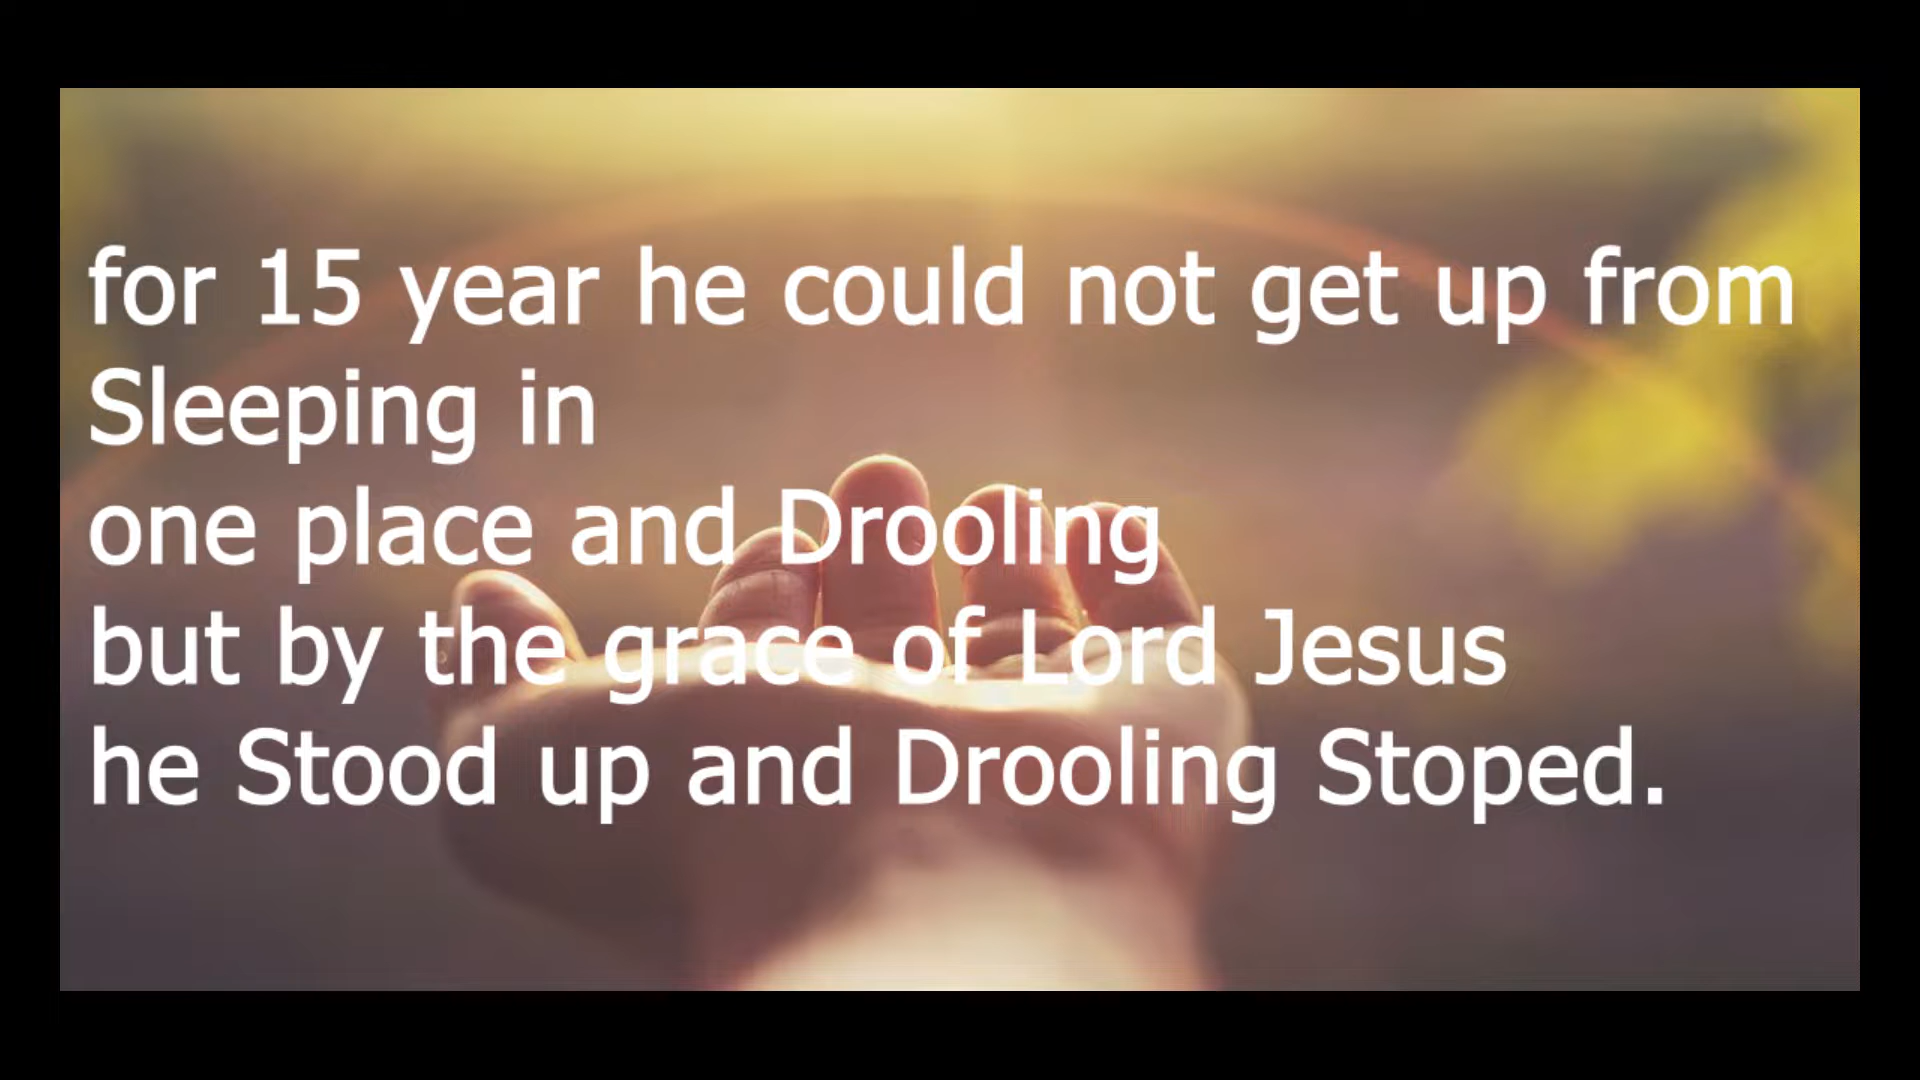 for 15 year he could not get up from
Sleeping in
one place and Drooling
but by the grace of Lord Jesus
he Stood up and Drooling Stoped.